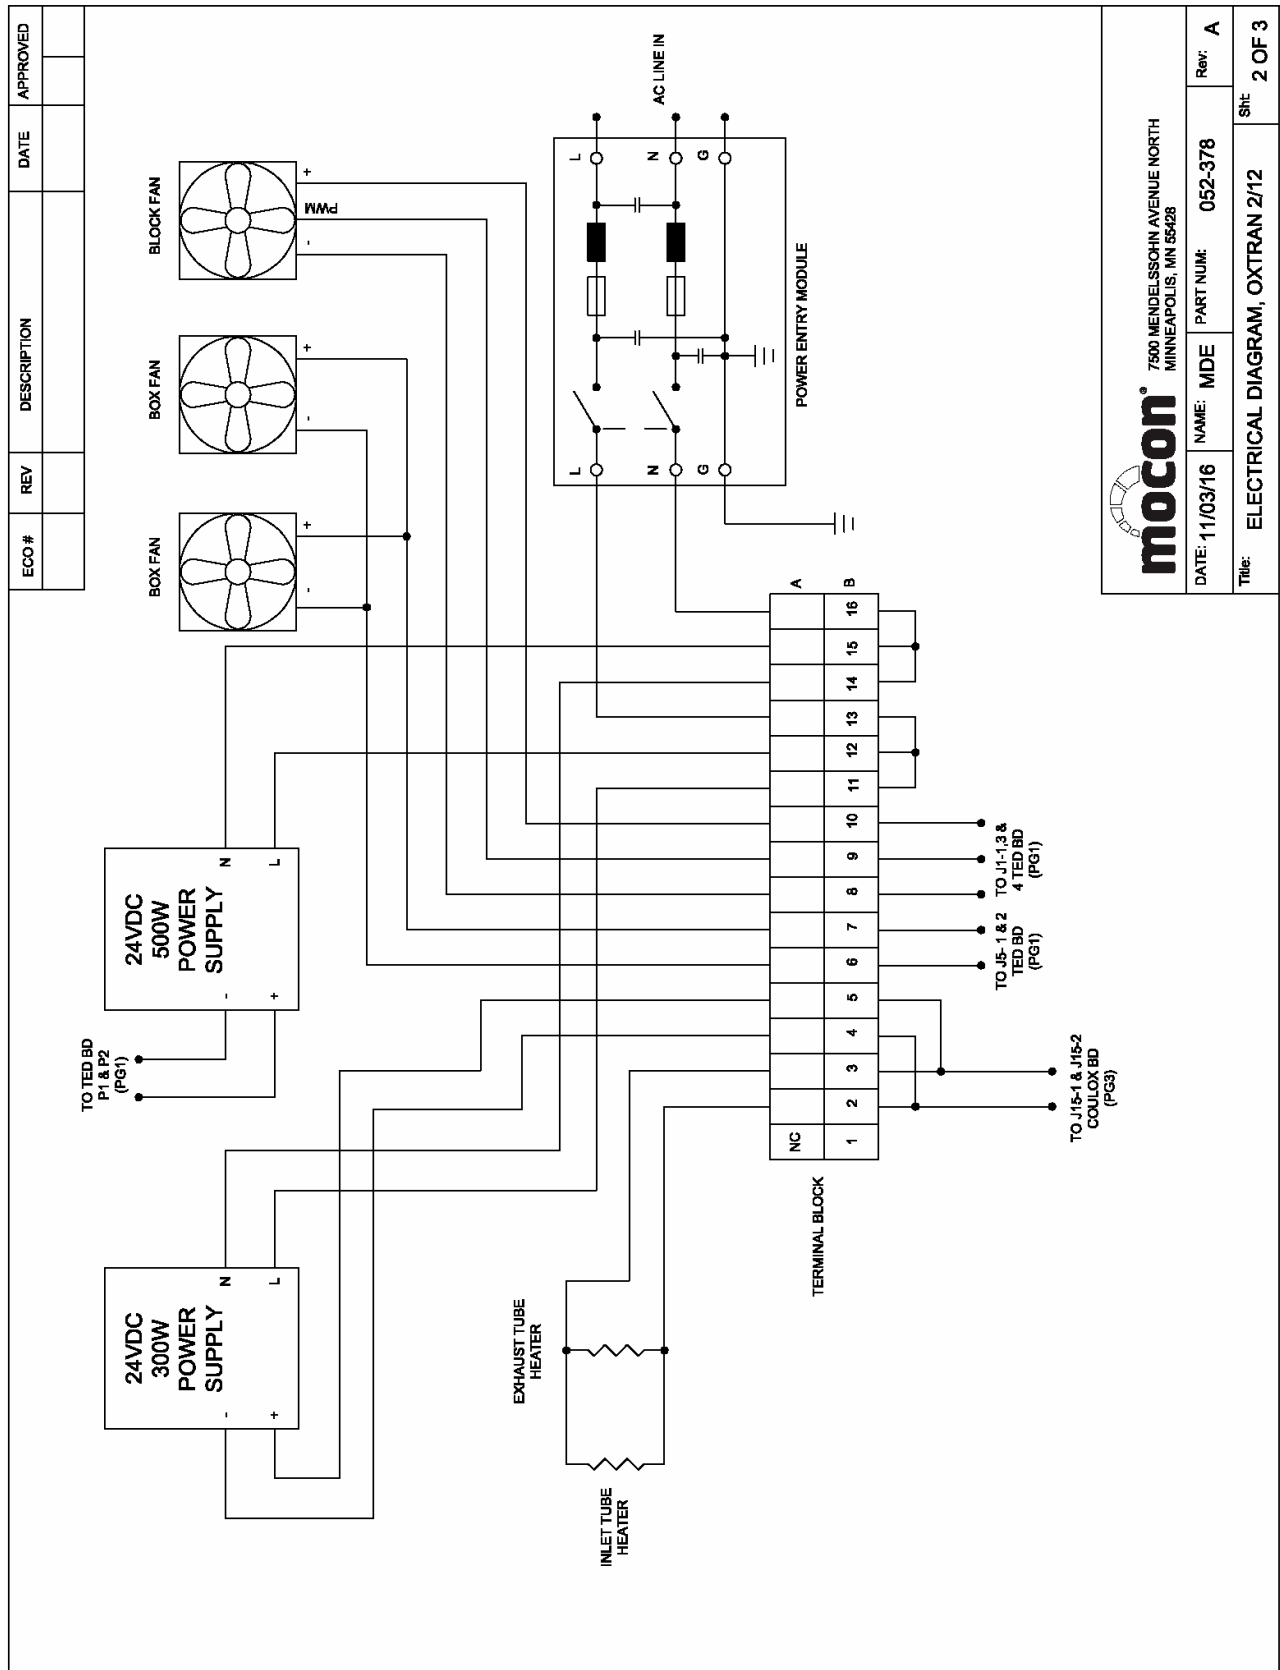 ECO #
REV
DESCRIPTION
DATE
APPROVED
TO TED BD
P1 & P2
(PG1)
24VDC
300W
POWER
SUPPLY
-
+
N
L
24VDC
500W
POWER
SUPPLY
-
+
N
L
BOX FAN
-
+
BOX FAN
-
+
BLOCK FAN
-
PWM
+
INLET TUBE
HEATER
EXHAUST TUBE
HEATER
AC LINE IN
L
N
G
L
N
G
POWER ENTRY MODULE
TERMINAL BLOCK
NC
A
1 2 3 4 5 6 7 8 9 10 11 12 13 14 15 16
B
TO J15-1 & J15-2
COULOX BD
(PG3)
TO J5- 1 & 2
TED BD
(PG1)
TO J1-1,3 &
4 TED BD
(PG1)
mocon®
7500 MENDELSSOHN AVENUE NORTH
MINNEAPOLIS, MN 55428
DATE: 11/03/16
NAME: MDE
PART NUM: 052-378
Rev: A
Title: ELECTRICAL DIAGRAM, OXTRAN 2/12
Sht: 2 OF 3